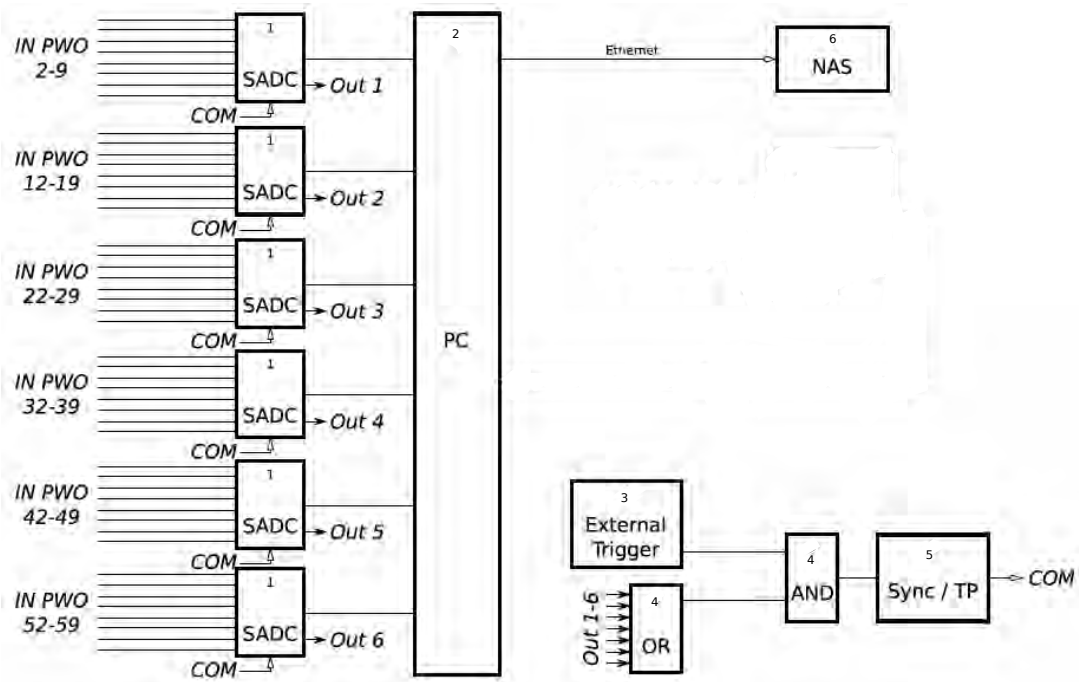 1
IN PWO
2-9
SADC
Out 1
COM
1
IN PWO
12-19
SADC
Out 2
COM
1
IN PWO
22-29
SADC
Out 3
COM
1
IN PWO
32-39
SADC
Out 4
COM
1
IN PWO
42-49
SADC
Out 5
COM
1
IN PWO
52-59
SADC
Out 6
COM
2
PC
Ethernet
6
NAS
3
External
Trigger
Out 1-6
4
OR
4
AND
5
Sync / TP
COM